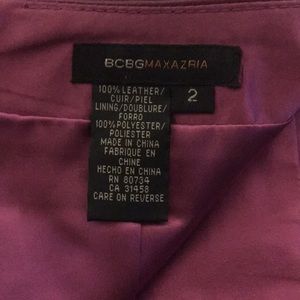 BCBGMAXAZRIA
2
100% LEATHER/
CUIR/PIEL
LINING/DOUBLURE/
FORRO
100% POLYESTER/
POLIESTER
MADE IN CHINA
FABRIQUE EN
CHINE
HECHO EN CHINA
RN 80734
CA 31458
CARE ON REVERSE